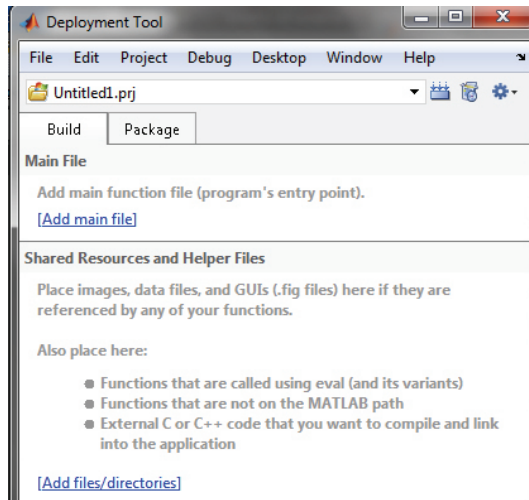 Deployment Tool
File Edit Project Debug Desktop Window Help
Untitled1.prj
Build Package
Main File
Add main function file (program's entry point).
[Add main file]
Shared Resources and Helper Files
Place images, data files, and GUIs (.fig files) here if they are
referenced by any of your functions.
Also place here:
Functions that are called using eval (and its variants)
Functions that are not on the MATLAB path
External C or C++ code that you want to compile and link
into the application
[Add files/directories]